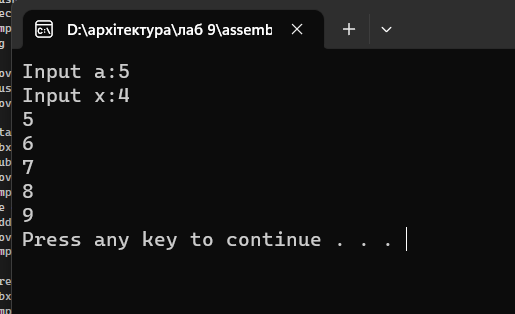 D:\архітектура\лаб 9\assemb
Input a:5
Input x:4
5
6
7
8
9
Press any key to continue . . .